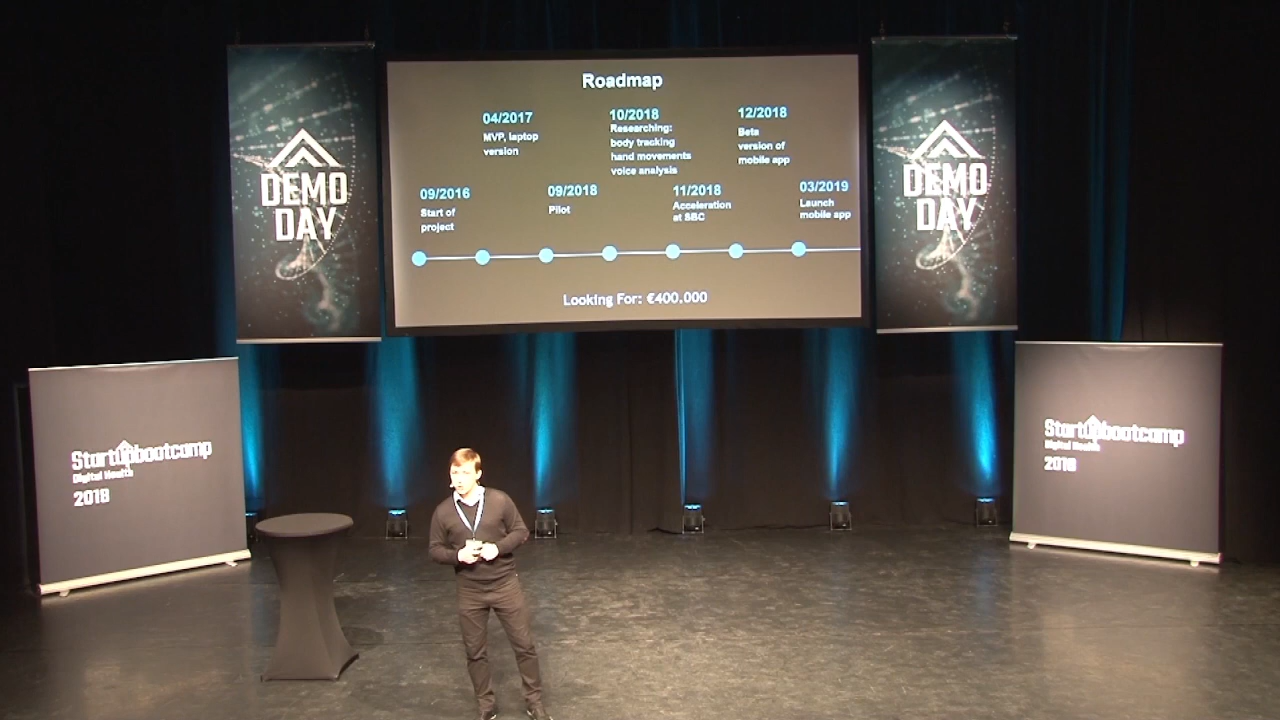 Roadmap
04/2017
MVP, laptop
version
10/2018
Researching:
body tracking
hand movements
voice analysis
12/2018
Beta
version of
mobile app
09/2016
Start of
project
09/2018
Pilot
11/2018
Acceleration
at SBC
03/2019
Launch
mobile app
Looking For: €400.000
DEMO
DAY
DEMO
DAY
Startupbootcamp
Digital Health
2018
Startupbootcamp
Digital Health
2018